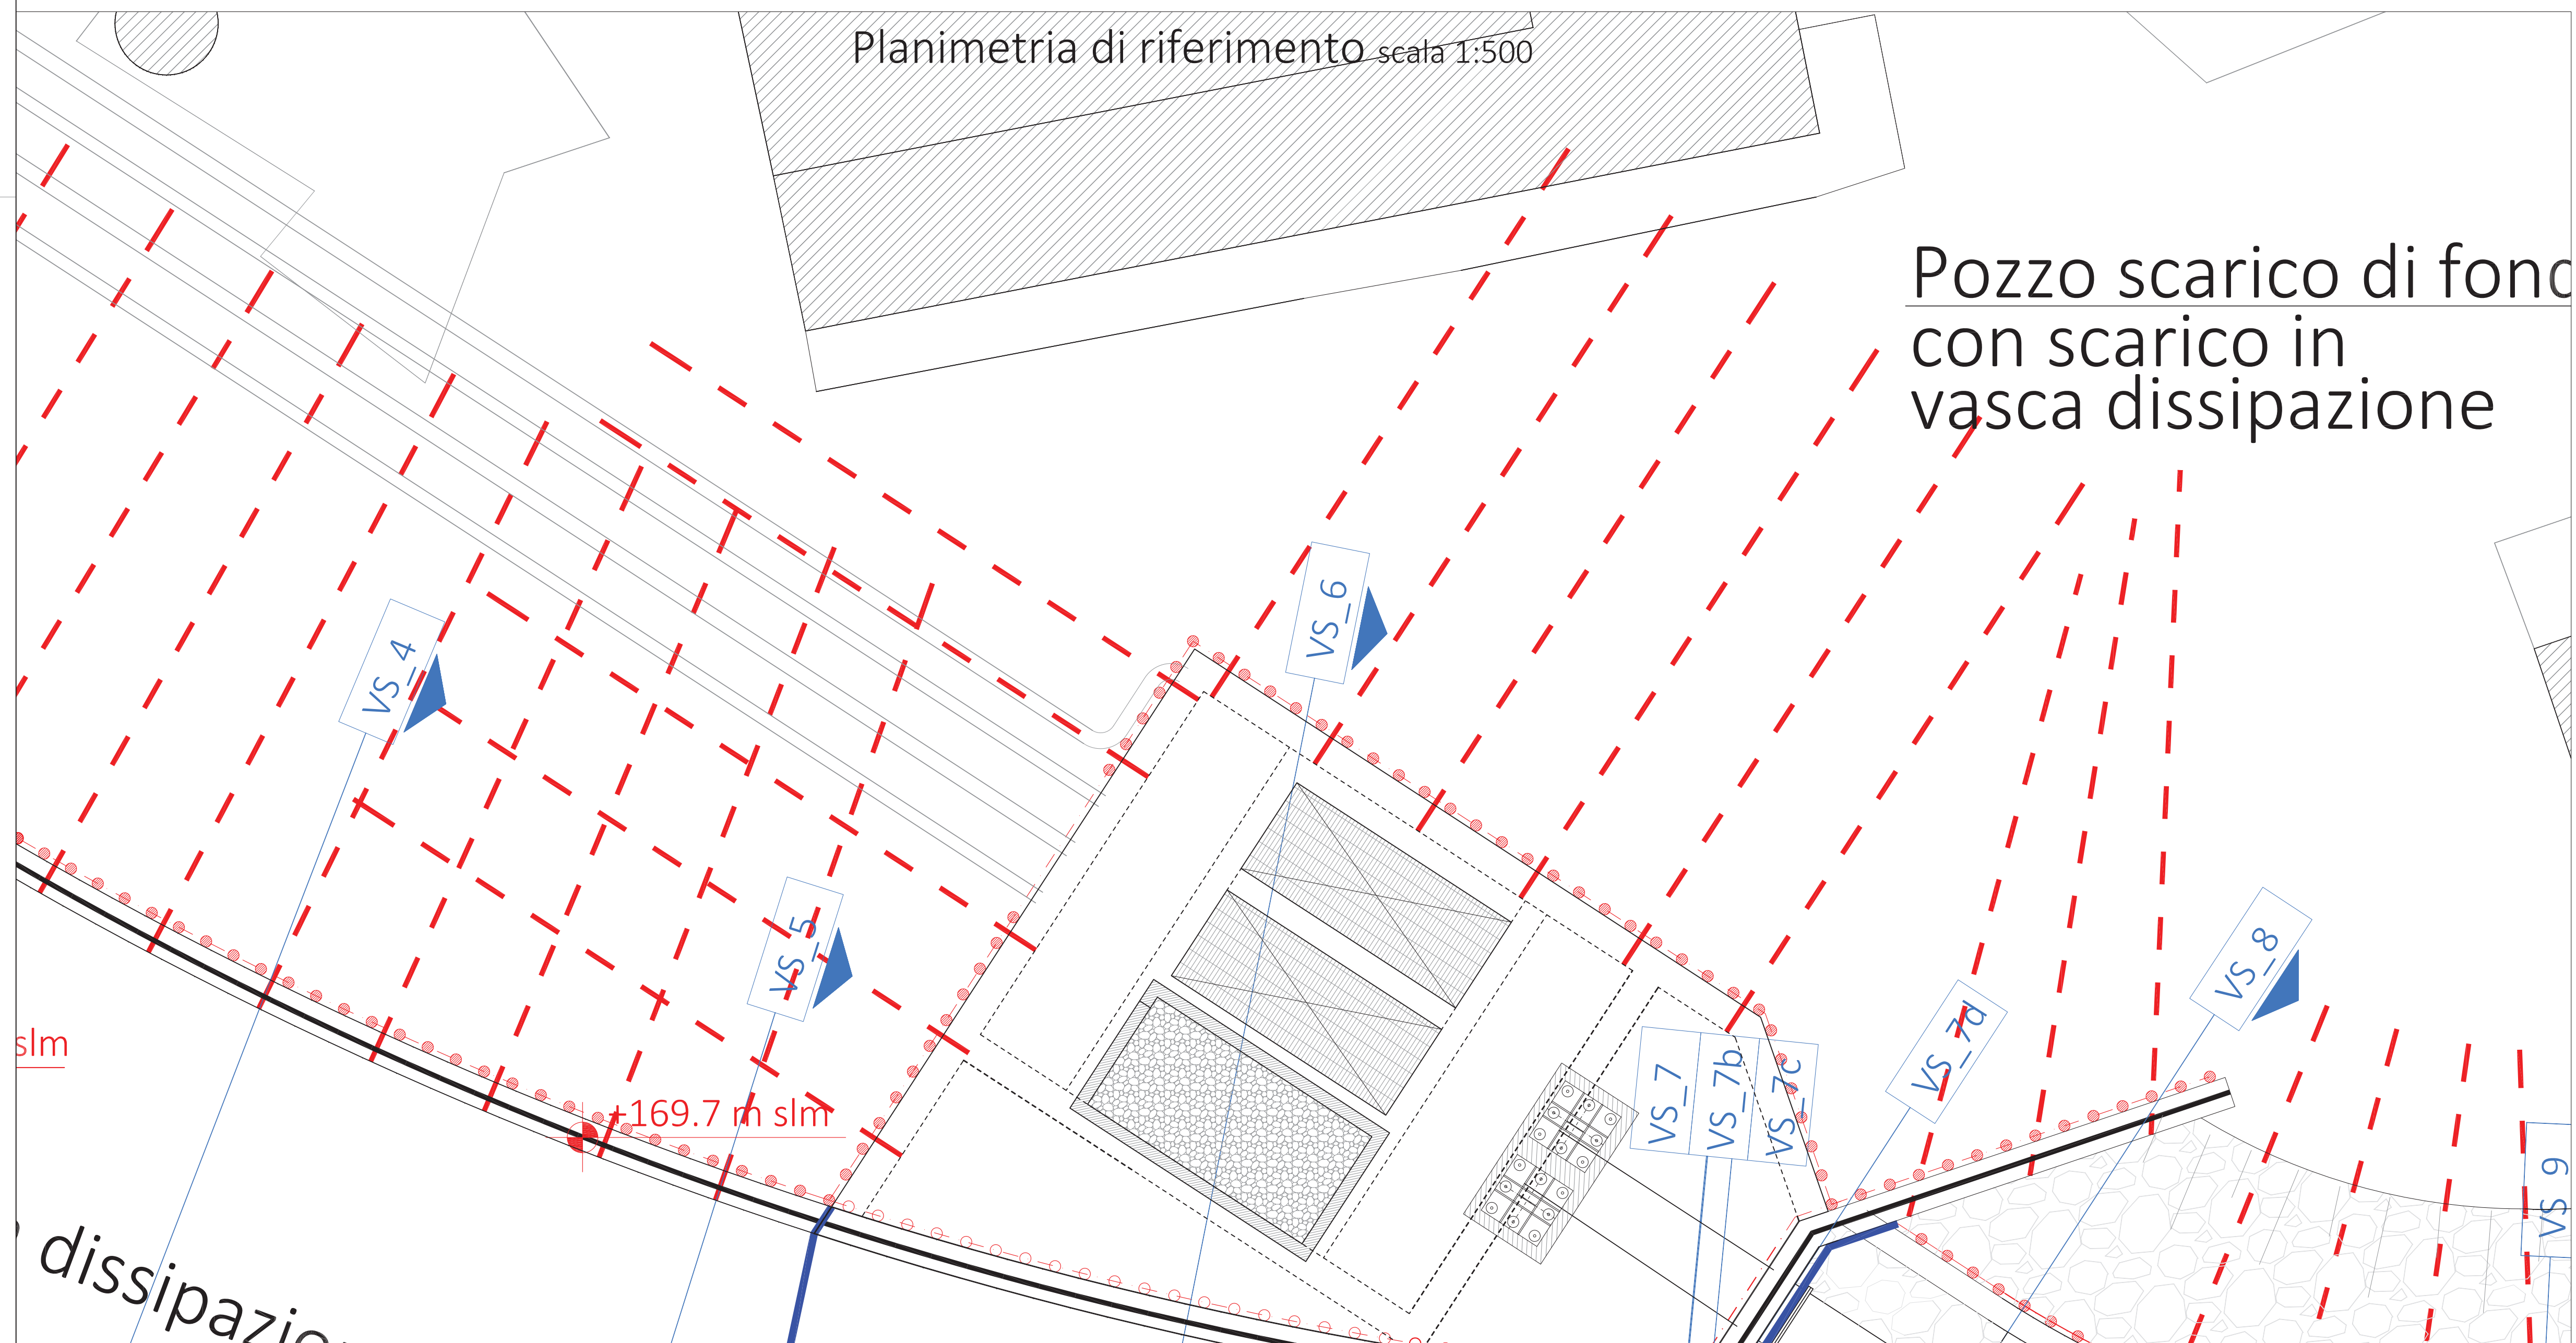 Planimetria di riferimento scala 1:500
Pozzo scarico di fond
con scarico in
vasca dissipazione
VS_6
VS_4
VS_5
VS_8
VS_7d
slm
VS_7
VS_7b
VS_7c
+169.7 m slm
VS_9
dissipazio